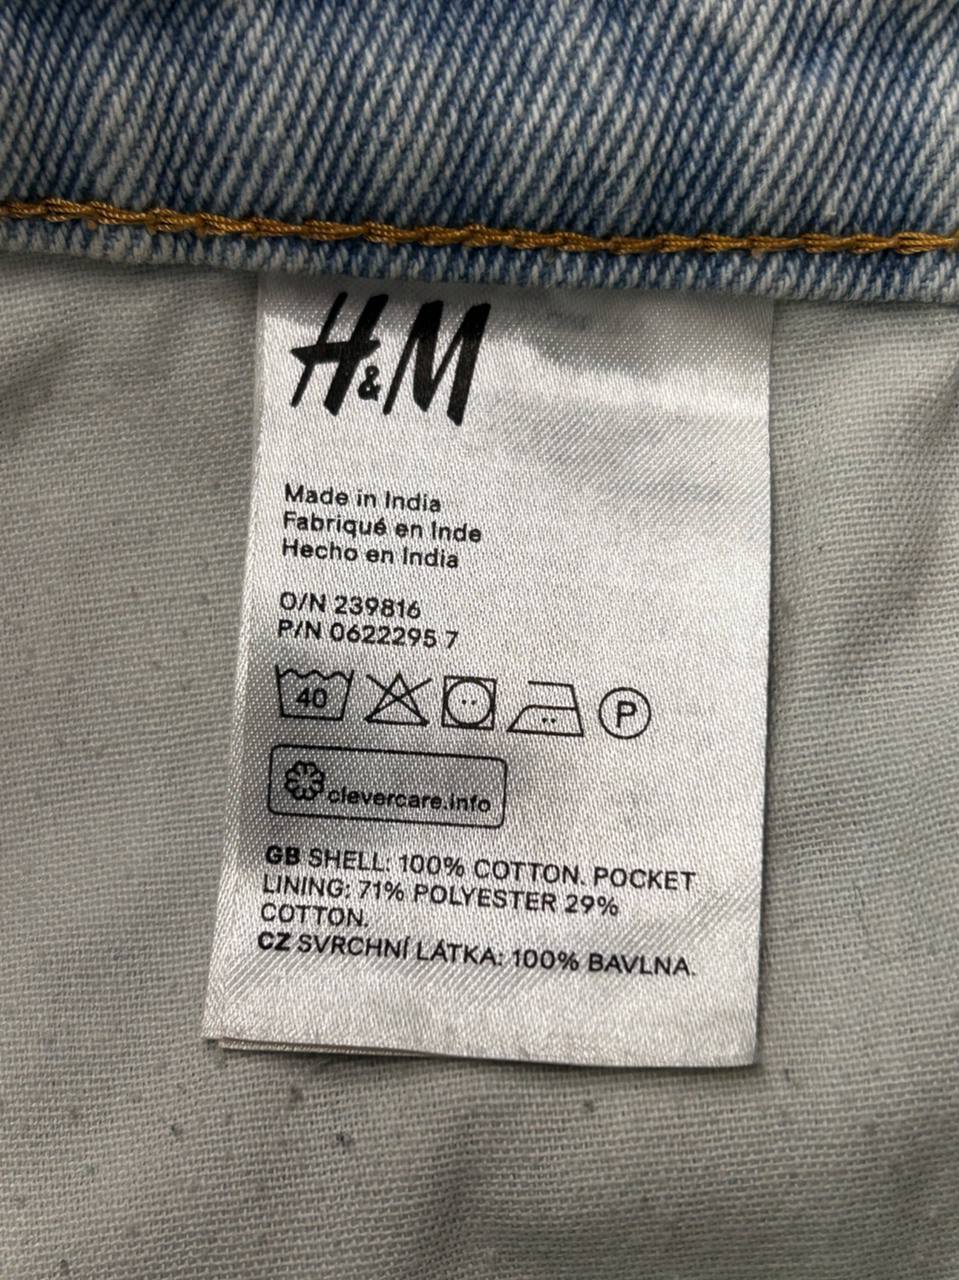 H&M
Made in India
Fabriqué en Inde
Hecho en India
O/N 239816
P/N 0622295 7
40
P
clevercare.info
GB SHELL: 100% COTTON. POCKET
LINING: 71% POLYESTER 29%
COTTON.
CZ SVRCHNÍ LÁTKA: 100% BAVLNA.